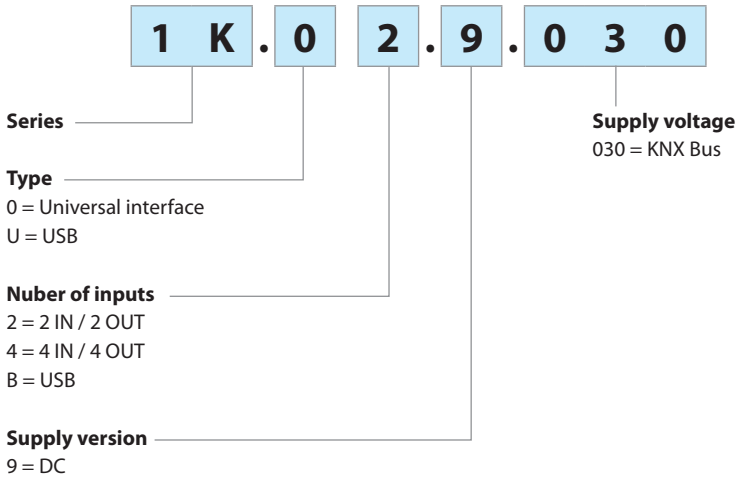 1 K . 0 2 . 9 . 0 3 0
Series
Supply voltage
030 = KNX Bus
Type
0 = Universal interface
U = USB
Nuber of inputs
2 = 2 IN / 2 OUT
4 = 4 IN / 4 OUT
B = USB
Supply version
9 = DC